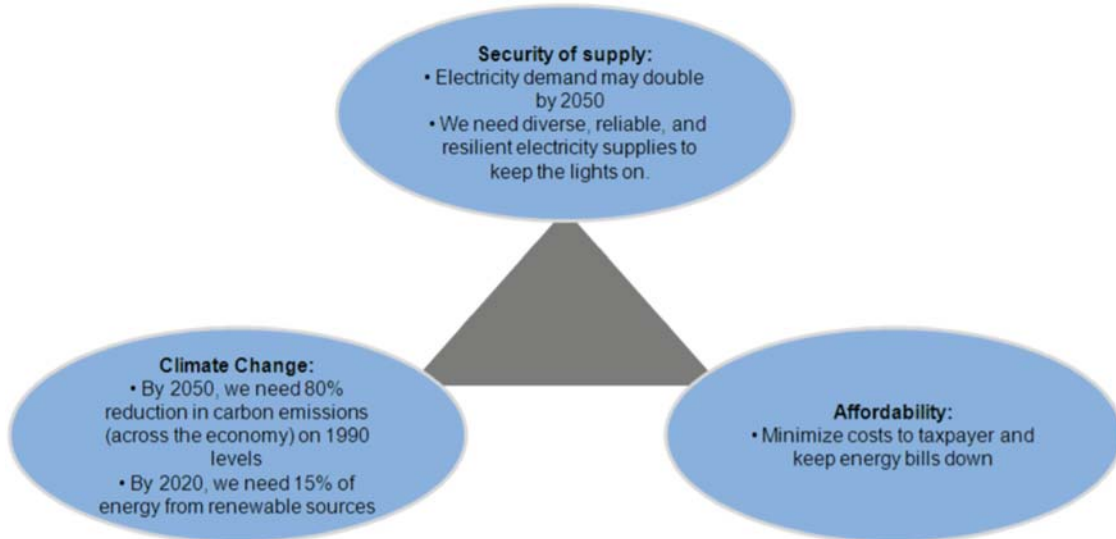 Security of supply:
• Electricity demand may double
by 2050
• We need diverse, reliable, and
resilient electricity supplies to
keep the lights on.
Climate Change:
• By 2050, we need 80%
reduction in carbon emissions
(across the economy) on 1990
levels
• By 2020, we need 15% of
energy from renewable sources
Affordability:
• Minimize costs to taxpayer and
keep energy bills down